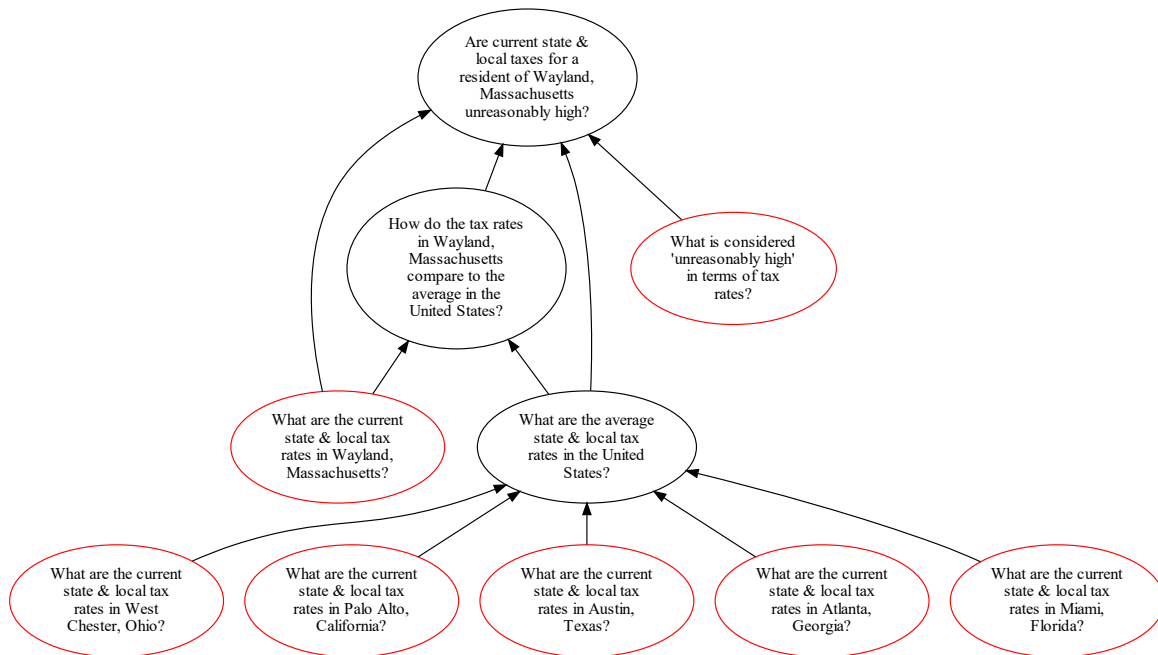 Are current state &
local taxes for a
resident of Wayland,
Massachusetts
unreasonably high?
How do the tax rates
in Wayland,
Massachusetts
compare to the
average in the
United States?
What is considered
'unreasonably high'
in terms of tax
rates?
What are the current
state & local tax
rates in Wayland,
Massachusetts?
What are the average
state & local tax
rates in the United
States?
What are the current
state & local tax
rates in West
Chester, Ohio?
What are the current
state & local tax
rates in Palo Alto,
California?
What are the current
state & local tax
rates in Austin,
Texas?
What are the current
state & local tax
rates in Atlanta,
Georgia?
What are the current
state & local tax
rates in Miami,
Florida?